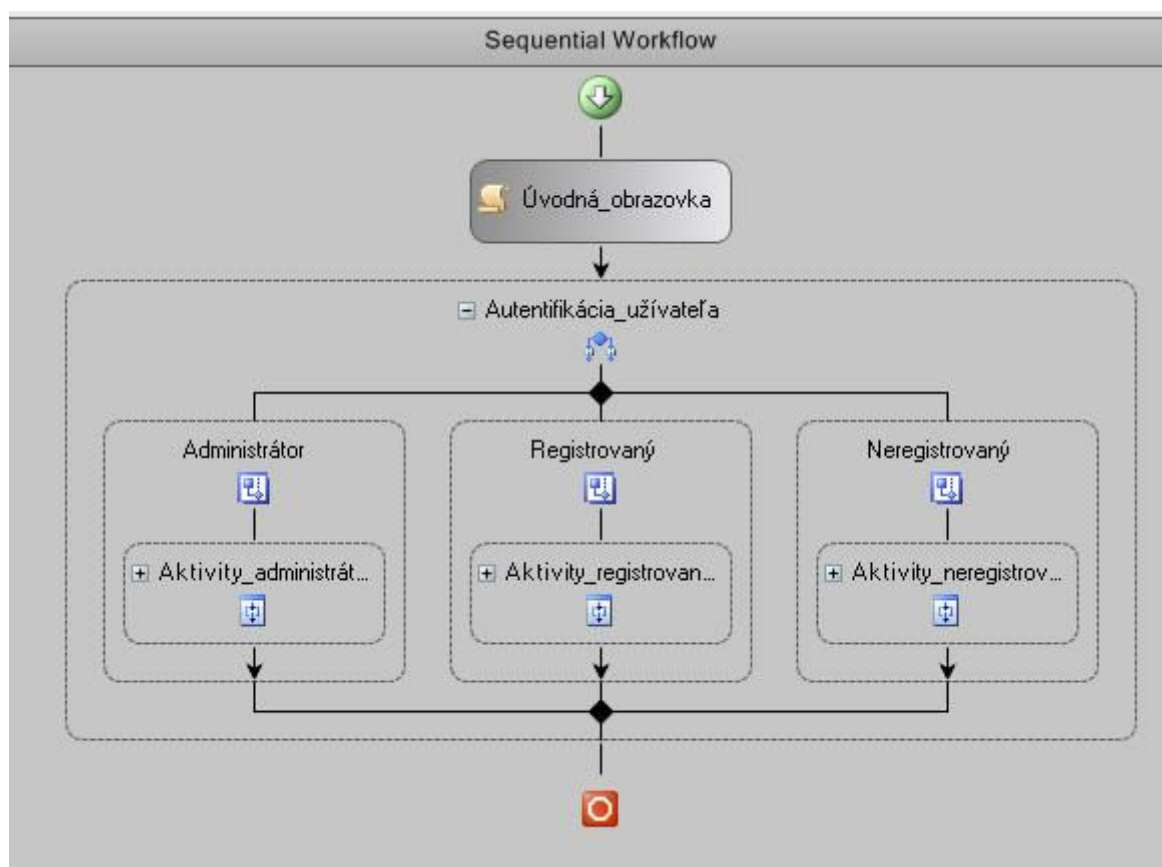 Sequential Workflow
Úvodná_obrazovka
Autentifikácia_užívateľa
Administrátor
Registrovaný
Neregistrovaný
Aktivity_administrát...
Aktivity_registrovan...
Aktivity_neregistrov...